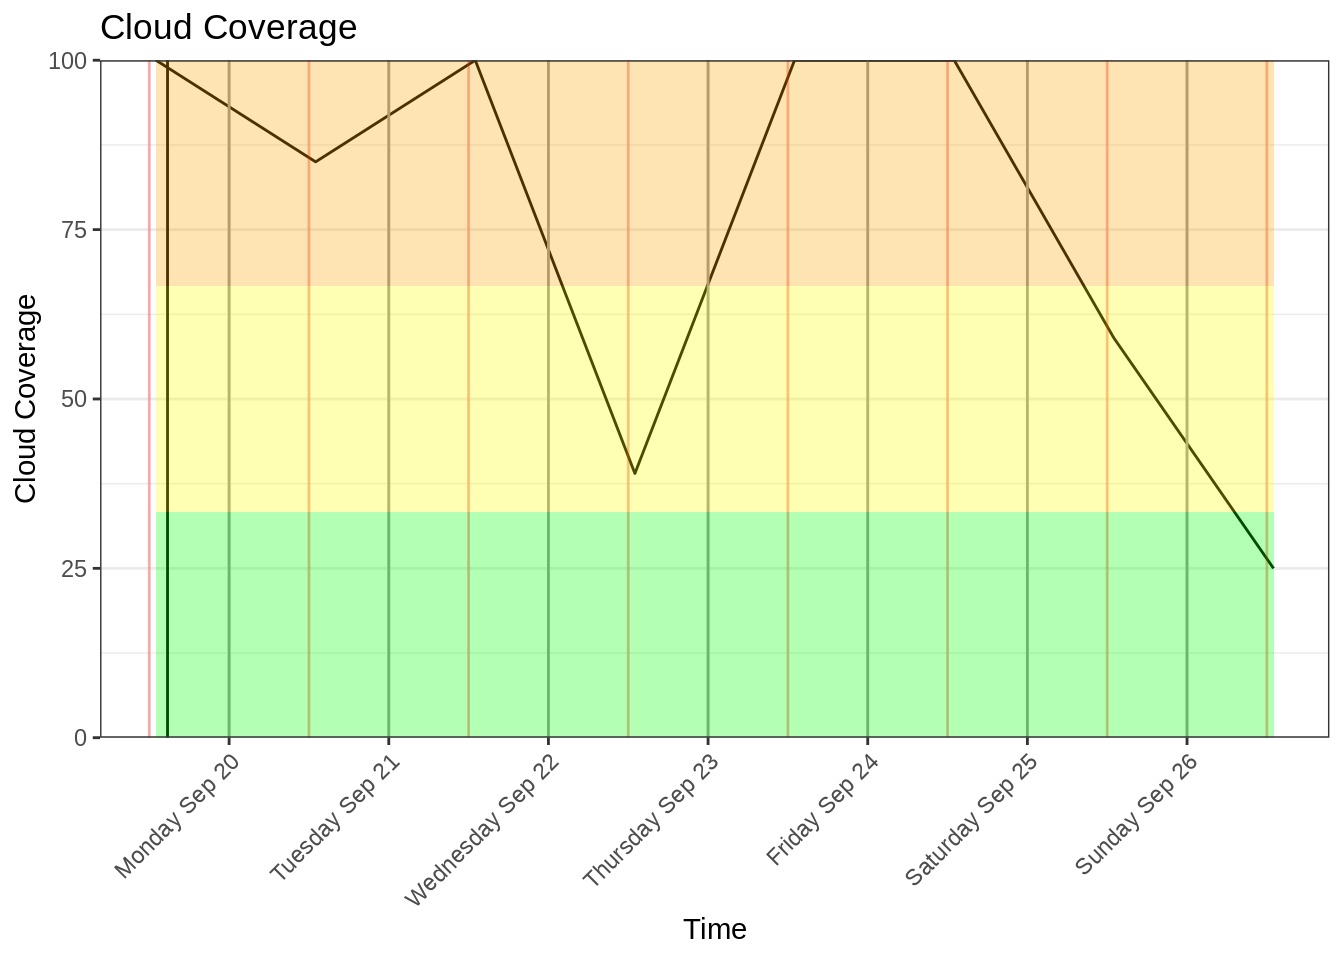 Cloud Coverage
100
75
50
25
0
Cloud Coverage
Monday Sep 20
Tuesday Sep 21
Wednesday Sep 22
Thursday Sep 23
Friday Sep 24
Saturday Sep 25
Sunday Sep 26
Time